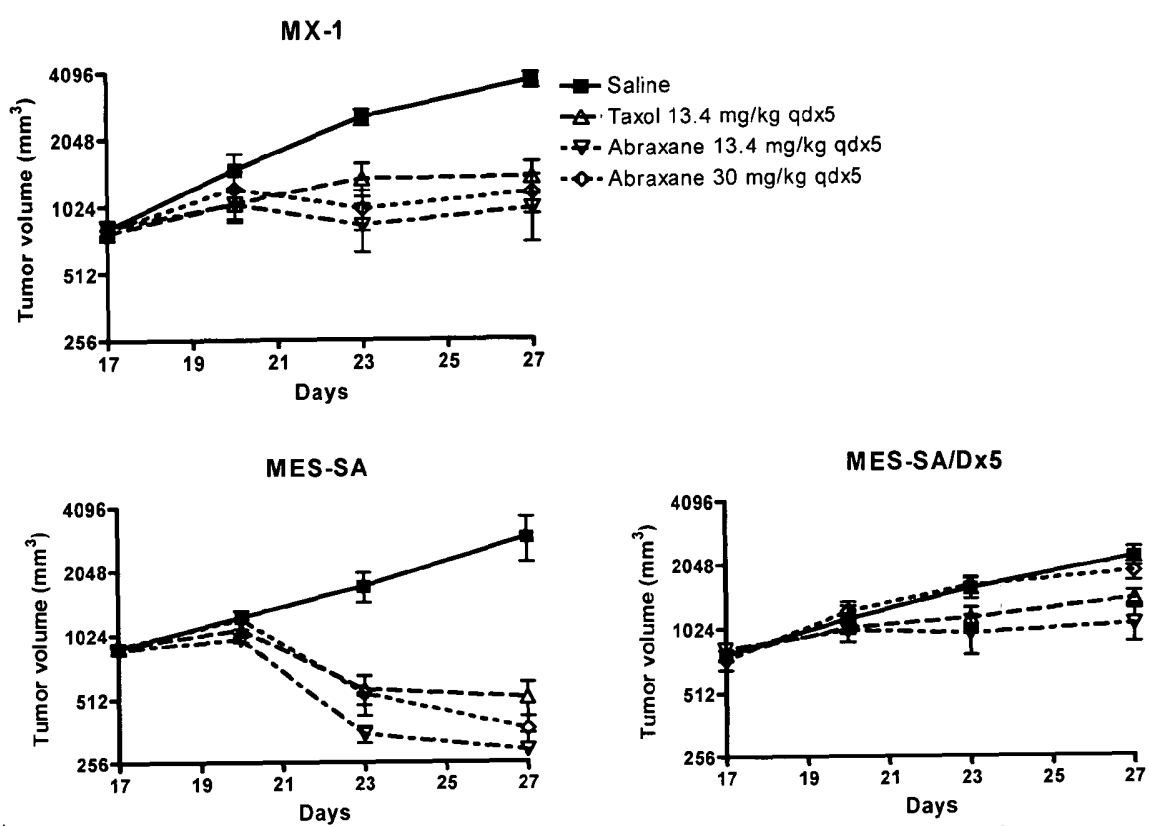 MX-1
4096
2048
1024
512
256
Tumor volume (mm³)
17 19 21 23 25 27
Days
Saline
Taxol 13.4 mg/kg qdx5
Abraxane 13.4 mg/kg qdx5
Abraxane 30 mg/kg qdx5
MES-SA
4096
2048
1024
512
256
Tumor volume (mm³)
17 19 21 23 25 27
Days
MES-SA/Dx5
4096
2048
1024
512
256
Tumor volume (mm³)
17 19 21 23 25 27
Days